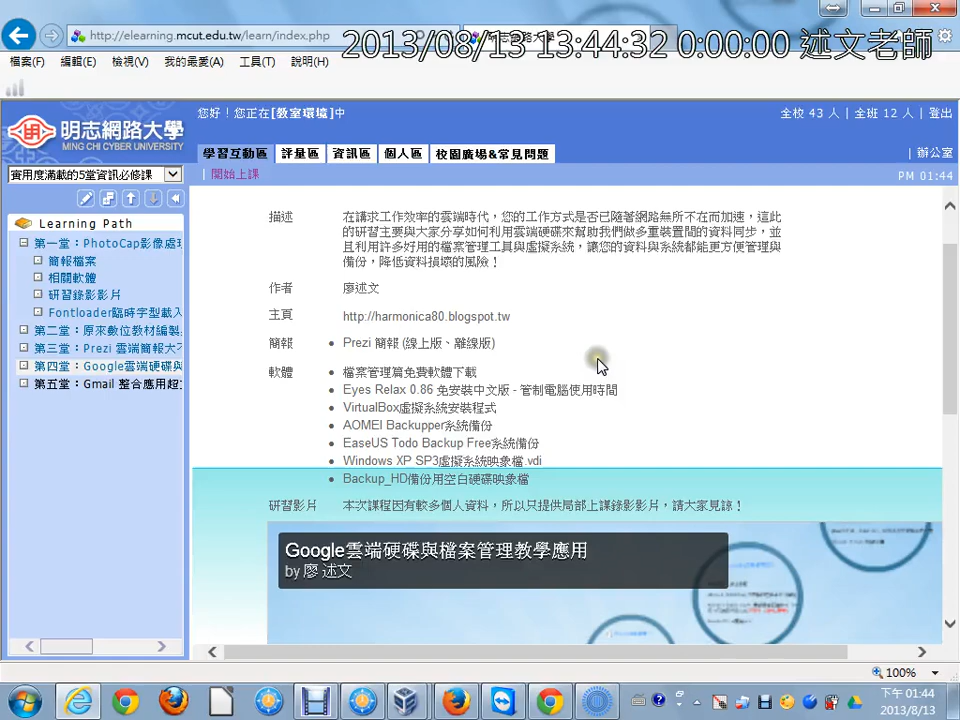 http://elearning.mcut.edu.tw/learn/index.php
2013/08/13 13:44:32 0:00:00 述文老師
檔案(F) 編輯(E) 檢視(V) 我的最愛(A) 工具(T) 說明(H)
您好！您正在[教室環境]中
全校 43 人 | 全班 12 人 | 登出
明志網路大學
MING CHI CYBER UNIVERSITY
學習互動區 評量區 資訊區 個人區 校園廣場&常見問題
| 辦公室
實用度滿載的5堂資訊必修課
| 開始上課
PM 01:44
Learning Path
第一堂：PhotoCap影像處理
簡報檔案
相關軟體
研習錄影影片
Fontloader臨時字型載入
第二堂：原來數位教材編製
第三堂：Prezi 雲端簡報大
第四堂：Google雲端硬碟與
第五堂：Gmail 整合應用超
描述
在講求工作效率的雲端時代，您的工作方式是否已隨著網路無所不在而加速，這此
的研習主要與大家分享如何利用雲端硬碟來幫助我們做多重裝置間的資料同步，並
且利用許多好用的檔案管理工具與虛擬系統，讓您的資料與系統都能更方便管理與
備份，降低資料損壞的風險！
作者 廖述文
主頁 http://harmonica80.blogspot.tw
簡報 • Prezi 簡報 (線上版、離線版)
軟體 • 檔案管理篇免費軟體下載
• Eyes Relax 0.86 免安裝中文版 - 管制電腦使用時間
• VirtualBox虛擬系統安裝程式
• AOMEI Backupper系統備份
• EaseUS Todo Backup Free系統備份
• Windows XP SP3虛擬系統映象檔.vdi
• Backup_HD備份用空白硬碟映象檔
研習影片 本次課程因有較多個人資料，所以只提供局部上課錄影影片，請大家見諒！
Google雲端硬碟與檔案管理教學應用
by 廖 述文
100%
下午 01:44
2013/8/13